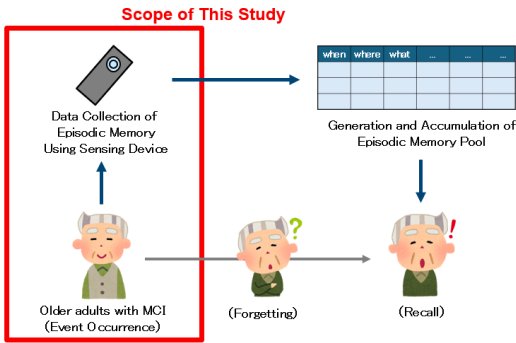 Scope of This Study
when where what ... ... ...
Data Collection of
Episodic Memory
Using Sensing Device
Generation and Accumulation of
Episodic Memory Pool
?
!
Older adults with MCI
(Event Occurrence)
(Forgetting)
(Recall)